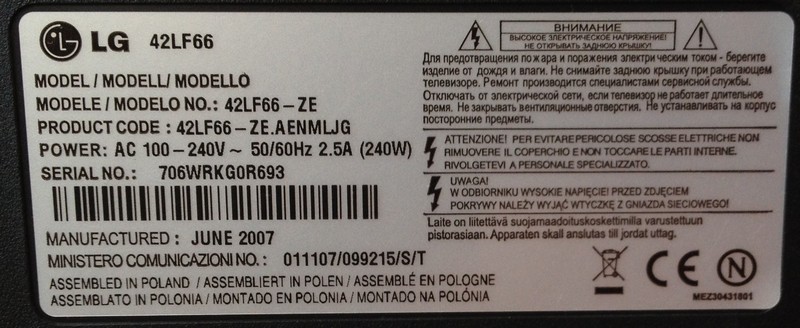 LG 42LF66
MODEL / MODELL/ MODELLO
MODELE / MODELO NO.: 42LF66-ZE
PRODUCT CODE : 42LF66-ZE.AENMLJG
POWER: AC 100-240V~ 50/60Hz 2.5A (240W)
SERIAL NO.: 706WRKG0R693
MANUFACTURED : JUNE 2007
MINISTERO COMUNICAZIONI NO. : 011107/099215/S/T
ASSEMBLED IN POLAND / ASSEMBLIERT IN POLEN / ASSEMBLÉ EN POLOGNE
ASSEMBLATO IN POLONIA / MONTADO EN POLONIA / MONTADO NA POLÓNIA
ВНИМАНИЕ
ВЫСОКОЕ ЭЛЕКТРИЧЕСКОЕ НАПРЯЖЕНИЕ!
НЕ ОТКРЫВАТЬ ЗАДНЮЮ КРЫШКУ!
Для предотвращения пожара и поражения электрическим током - берегите
изделие от дождя и влаги. Не снимайте заднюю крышку при работающем
телевизоре. Ремонт производится специалистами сервисной службы.
Отключать от электрической сети, если телевизор не работает длительное
время. Не закрывать вентиляционные отверстия. Не устанавливать на корпус
посторонние предметы.
ATTENZIONE! PER EVITARE PERICOLOSE SCOSSE ELETTRICHE NON
RIMUOVERE IL COPERCHIO E NON TOCCARE LE PARTI INTERNE.
RIVOLGETEVI A PERSONALE SPECIALIZZATO.
UWAGA!
W ODBIORNIKU WYSOKIE NAPIĘCIE! PRZED ZDJĘCIEM
POKRYWY NALEŻY WYJĄĆ WTYCZKĘ Z GNIAZDA SIECIOWEGO!
Laite on liitettävä suojamaadoituskoskettimilla varustettuun
pistorasiaan. Apparaten skall anslutas till jordat uttag.
CE N
MEZ30431801